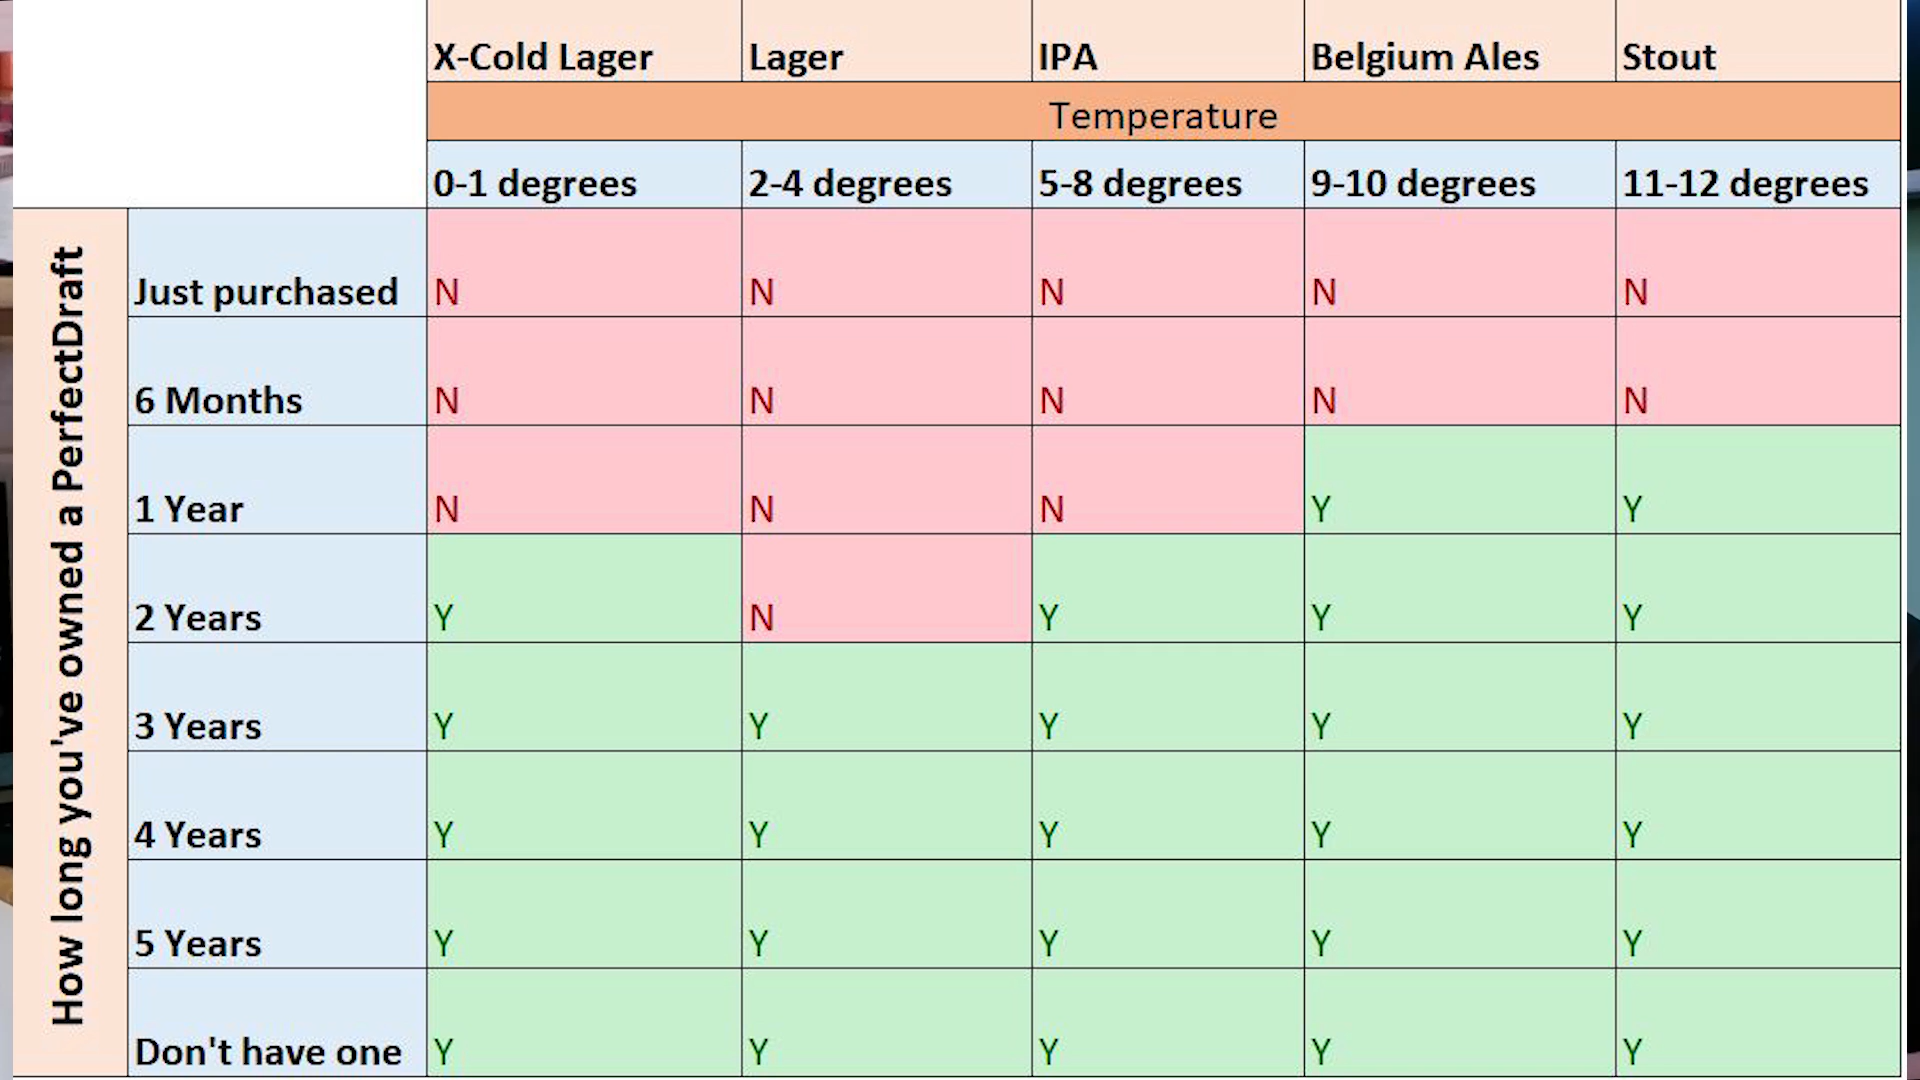 X-Cold Lager Lager IPA Belgium Ales Stout
Temperature
0-1 degrees 2-4 degrees 5-8 degrees 9-10 degrees 11-12 degrees
How long you've owned a PerfectDraft
Just purchased N N N N N
6 Months N N N N N
1 Year N N N Y Y
2 Years Y N Y Y Y
3 Years Y Y Y Y Y
4 Years Y Y Y Y Y
5 Years Y Y Y Y Y
Don't have one Y Y Y Y Y